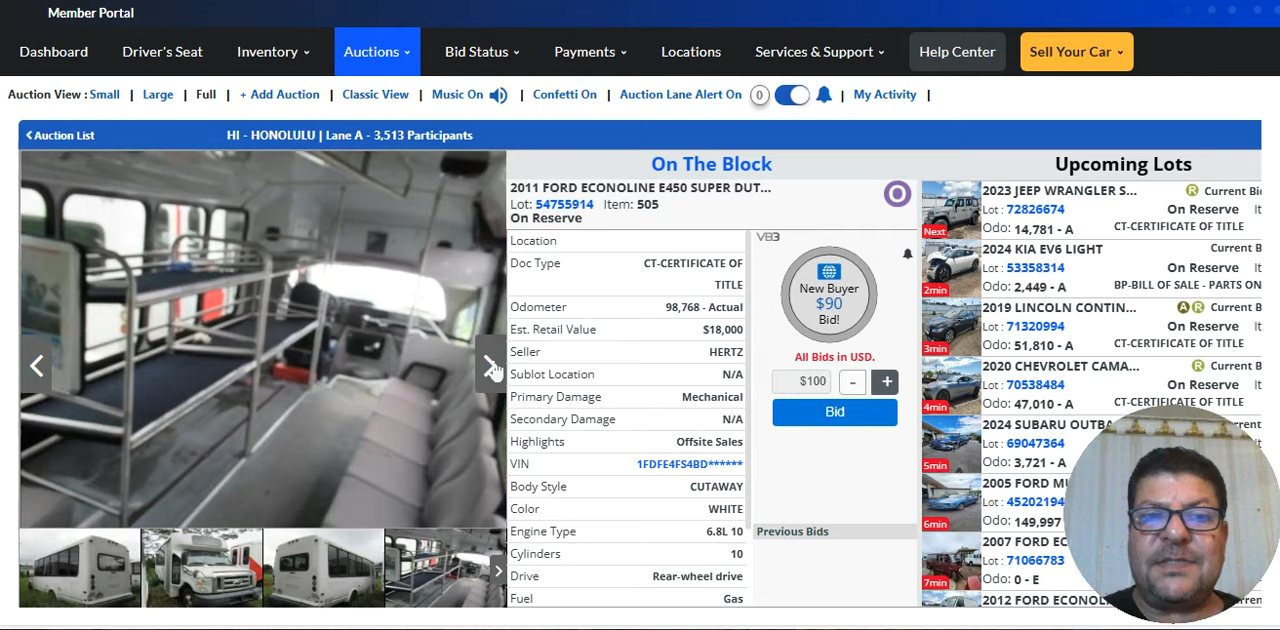 Member Portal
Dashboard Driver's Seat Inventory Auctions Bid Status Payments Locations Services & Support Help Center Sell Your Car
Auction View : Small | Large | Full | + Add Auction | Classic View | Music On | Confetti On | Auction Lane Alert On 0 | My Activity |
Auction List HI - HONOLULU | Lane A - 3,513 Participants
On The Block
2011 FORD ECONOLINE E450 SUPER DUT...
Lot: 54755914 Item: 505
On Reserve
O
Location
Doc Type CT-CERTIFICATE OF
TITLE
Odometer 98,768 - Actual
Est. Retail Value $18,000
Seller HERTZ
Sublot Location N/A
Primary Damage Mechanical
Secondary Damage N/A
Highlights Offsite Sales
VIN 1FDFE4FS4BD******
Body Style CUTAWAY
Color WHITE
Engine Type 6.8L 10
Cylinders 10
Drive Rear-wheel drive
Fuel Gas
VB3
New Buyer
$90
Bid!
All Bids in USD.
$100 - +
Bid
Previous Bids
Upcoming Lots
2023 JEEP WRANGLER S... R Current
Lot : 72826674 On Reserve
Odo: 14,781 - A CT-CERTIFICATE OF TITLE
Next
2024 KIA EV6 LIGHT Current B
Lot : 53358314 On Reserve
Odo: 2,449 - A BP-BILL OF SALE - PARTS ON
2min
2019 LINCOLN CONTIN... A R Current B
Lot : 71320994 On Reserve
Odo: 51,810 - A CT-CERTIFICATE OF TITLE
3min
2020 CHEVROLET CAMA... R Current B
Lot : 70538484 On Reserve
Odo: 47,010 - A CT-CERTIFICATE OF TITLE
4min
2024 SUBARU OUTBA
Lot : 69047364
Odo: 3,721 - A
5min
2005 FORD MU
Lot : 45202194
Odo: 149,997
6min
2007 FORD EC
Lot : 71066783
Odo: 0 - E
7min
2012 FORD ECONOL